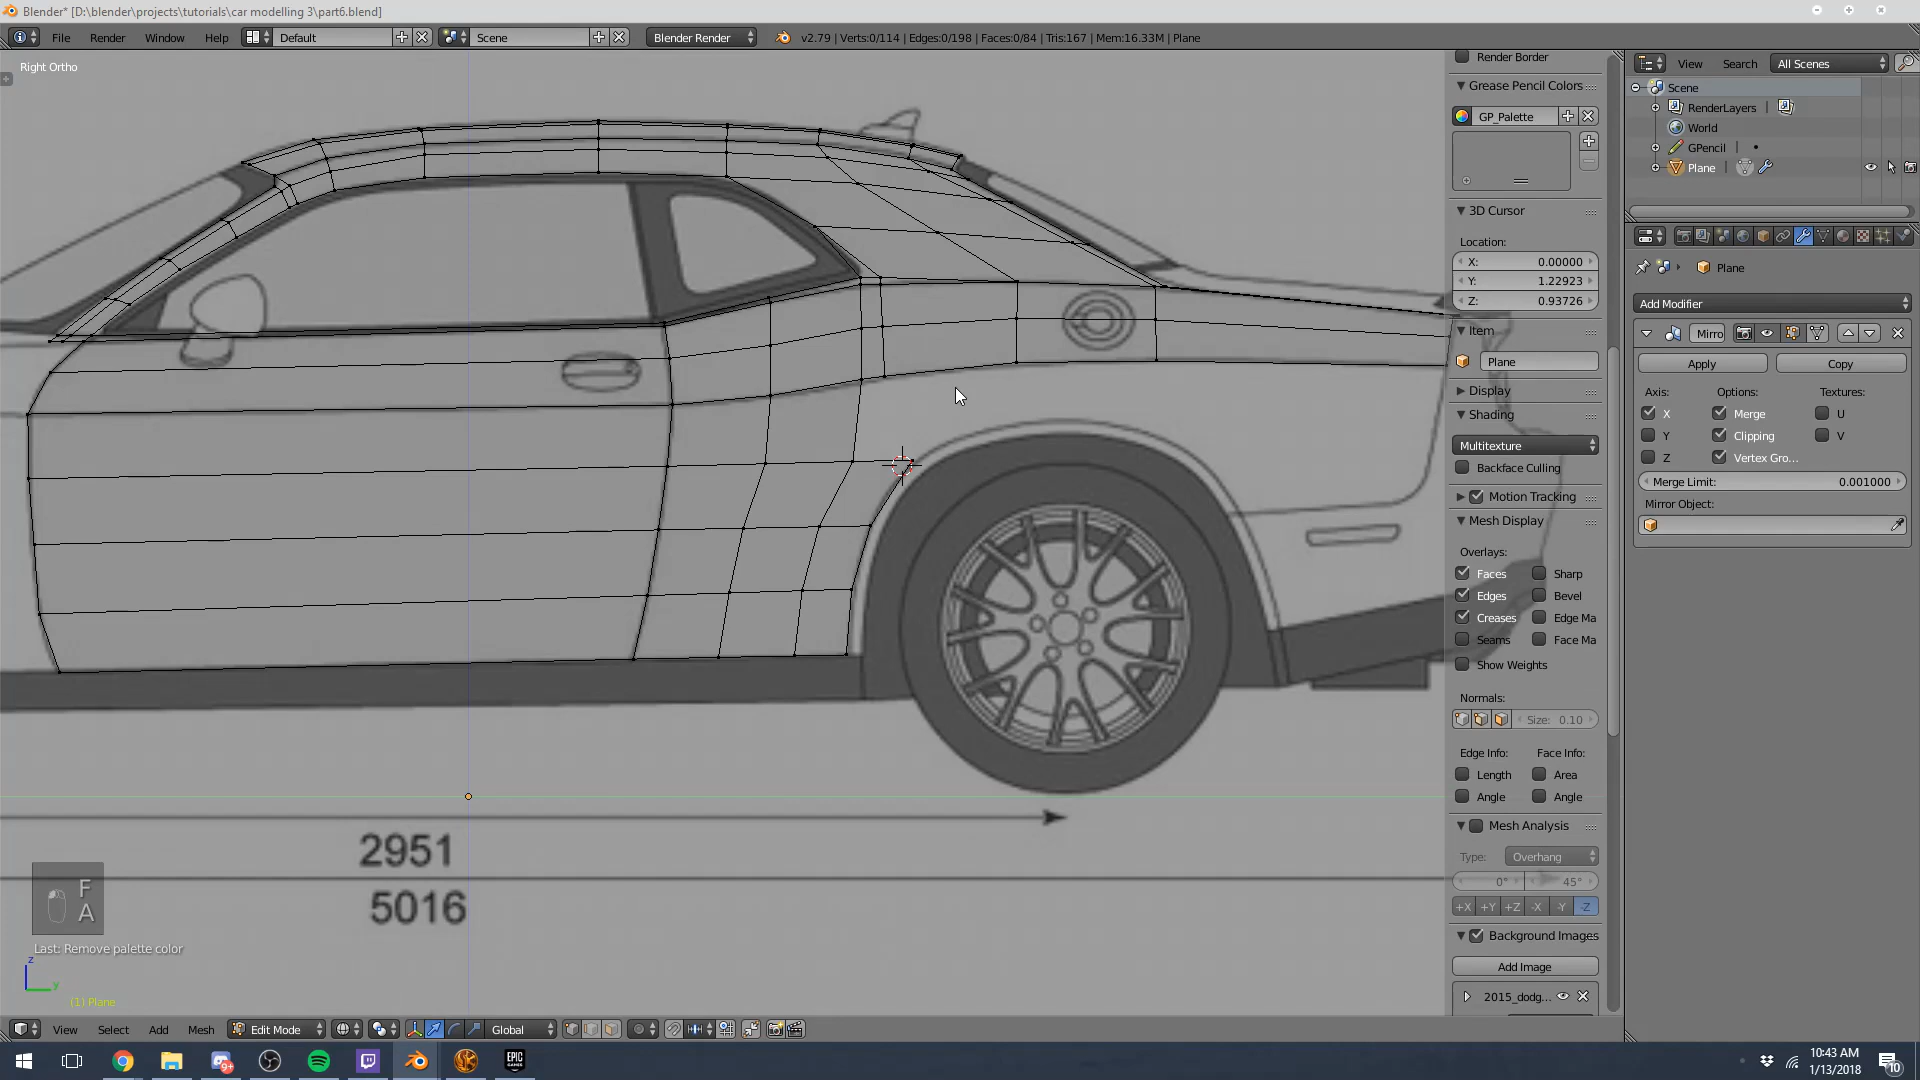 Blender* [D:\blender\projects\tutorials\car modelling 3\part6.blend]
File Render Window Help Default Scene Blender Render v2.79 | Verts:0/114 | Edges:0/198 | Faces:0/84 | Tris:167 | Mem:16.33M | Plane
Right Ortho
Render Border
Grease Pencil Colors
GP_Palette
3D Cursor
Location:
X: 0.00000
Y: 1.22923
Z: 0.93726
Item
Plane
Display
Shading
Multitexture
Backface Culling
Motion Tracking
Mesh Display
Overlays:
Faces Sharp
Edges Bevel
Creases Edge Ma
Seams Face Ma
Show Weights
Normals:
Size: 0.10
Edge Info: Face Info:
Length Area
Angle Angle
Mesh Analysis
Type: Overhang
0° 45°
+X +Y +Z -X -Y -Z
Background Images
Add Image
2015_dodg...
View Search All Scenes
Scene
RenderLayers |
World
GPencil |
Plane |
Plane
Add Modifier
Mirro
Apply Copy
Axis: Options: Textures:
X Merge U
Y Clipping V
Z Vertex Gro...
Merge Limit: 0.001000
Mirror Object:
2951
5016
F
A
Last: Remove palette color
z
y
(1) Plane
View Select Add Mesh Edit Mode Global
9+
EPIC GAMES
10:43 AM
1/13/2018
10